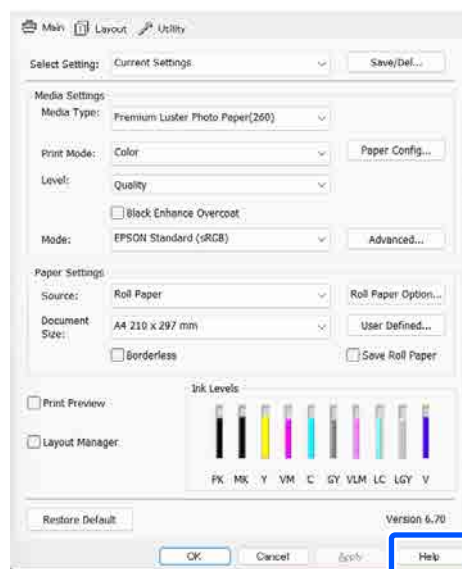 Main Layout Utility
Select Setting: Current Settings Save/Del...
Media Settings
Media Type: Premium Luster Photo Paper(260)
Print Mode: Color Paper Config...
Level: Quality
Black Enhance Overcoat
Mode: EPSON Standard (sRGB) Advanced...
Paper Settings
Source: Roll Paper Roll Paper Option...
Document Size: A4 210 x 297 mm User Defined...
Borderless Save Roll Paper
Ink Levels
Print Preview
Layout Manager
PK MK Y VM C GY VLM LC LGY V
Restore Default Version 6.70
OK Cancel Apply Help